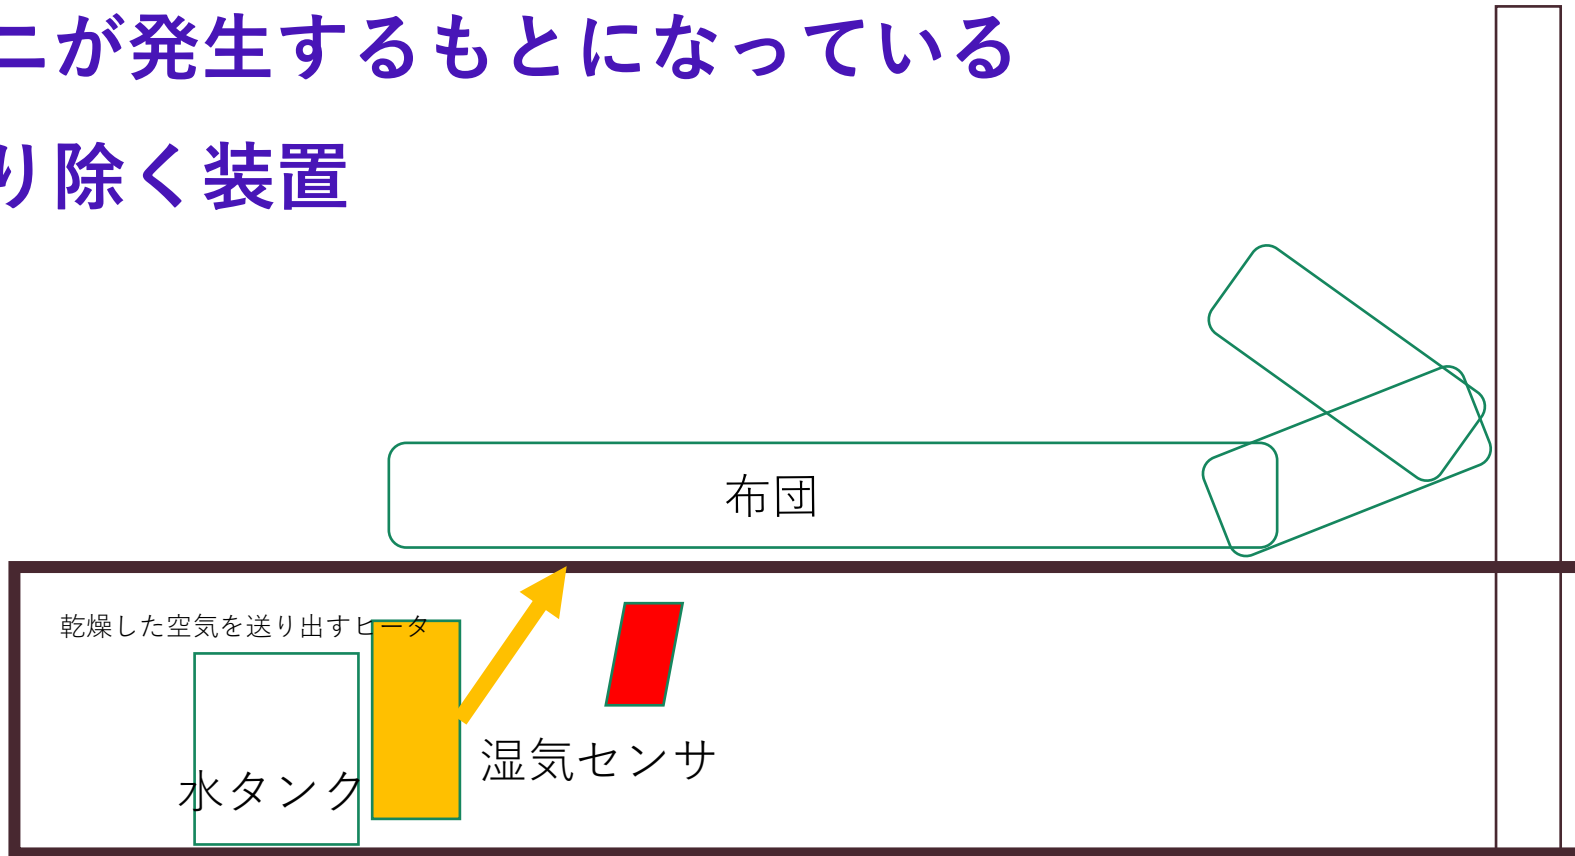 ニが発生するもとになっている
り除く装置
布団
乾燥した空気を送り出すヒータ
湿気センサ
水タンク